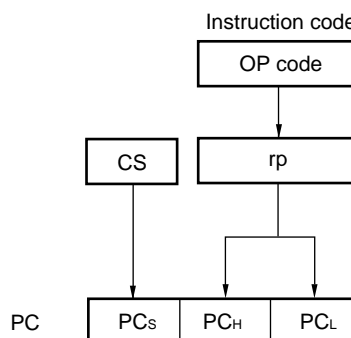 Instruction code
OP code
CS
rp
PC
PCS
PCH
PCL